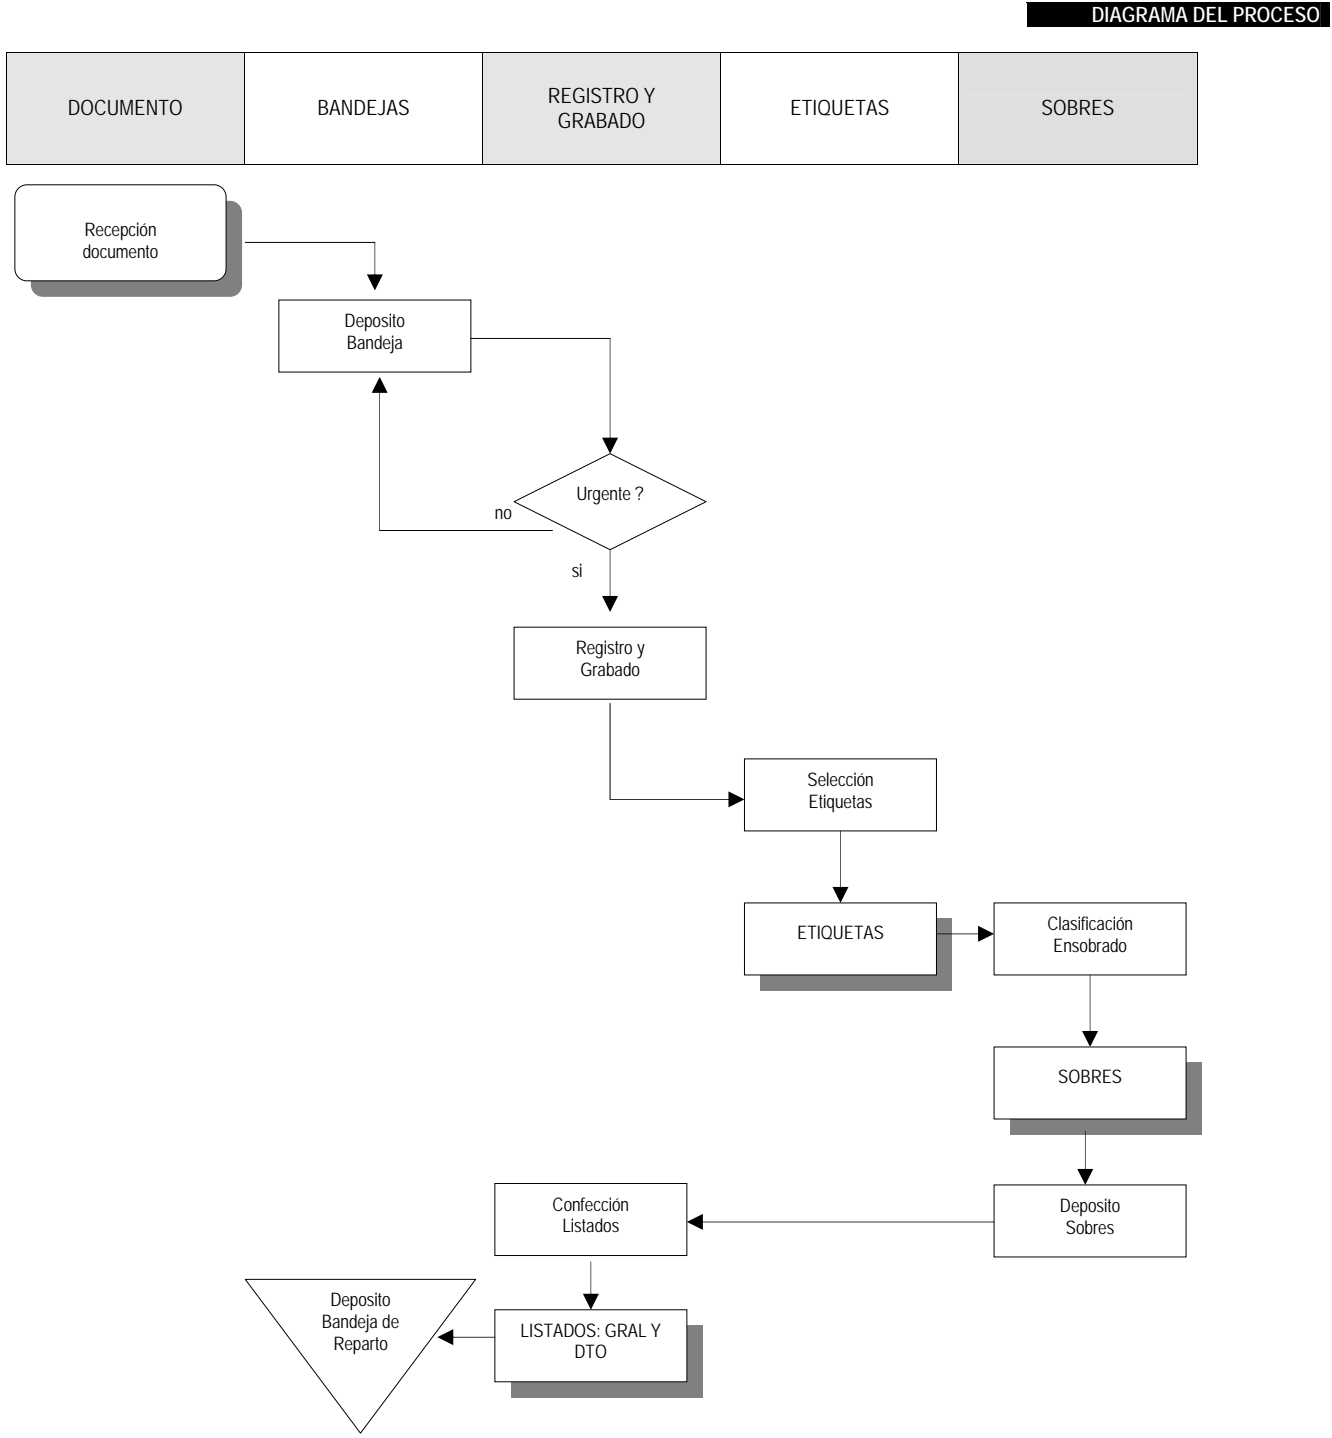 DIAGRAMA DEL PROCESO
DOCUMENTO
BANDEJAS
REGISTRO Y
GRABADO
ETIQUETAS
SOBRES
Recepción
documento
Deposito
Bandeja
Urgente ?
no
si
Registro y
Grabado
Selección
Etiquetas
ETIQUETAS
Clasificación
Ensobrado
SOBRES
Deposito
Sobres
Confección
Listados
LISTADOS: GRAL Y
DTO
Deposito
Bandeja de
Reparto